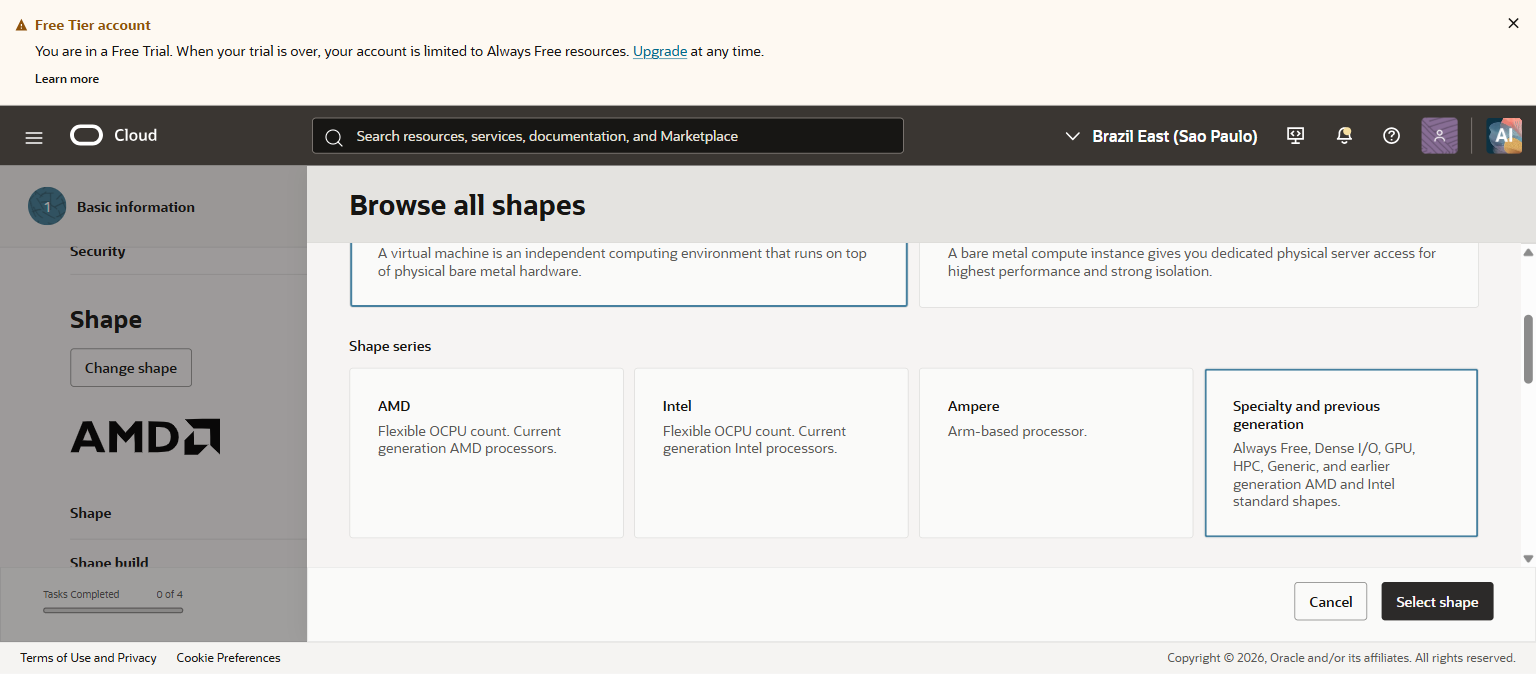 Free Tier account
You are in a Free Trial. When your trial is over, your account is limited to Always Free resources. Upgrade at any time.
Learn more
Cloud
Search resources, services, documentation, and Marketplace
Brazil East (Sao Paulo)
AI
1
Basic information
Security
Shape
Change shape
AMD
Shape
Shape build
Tasks Completed
0 of 4
Browse all shapes
A virtual machine is an independent computing environment that runs on top
of physical bare metal hardware.
A bare metal compute instance gives you dedicated physical server access for
highest performance and strong isolation.
Shape series
AMD
Flexible OCPU count. Current
generation AMD processors.
Intel
Flexible OCPU count. Current
generation Intel processors.
Ampere
Arm-based processor.
Specialty and previous
generation
Always Free, Dense I/O, GPU,
HPC, Generic, and earlier
generation AMD and Intel
standard shapes.
Cancel
Select shape
Terms of Use and Privacy
Cookie Preferences
Copyright © 2026, Oracle and/or its affiliates. All rights reserved.